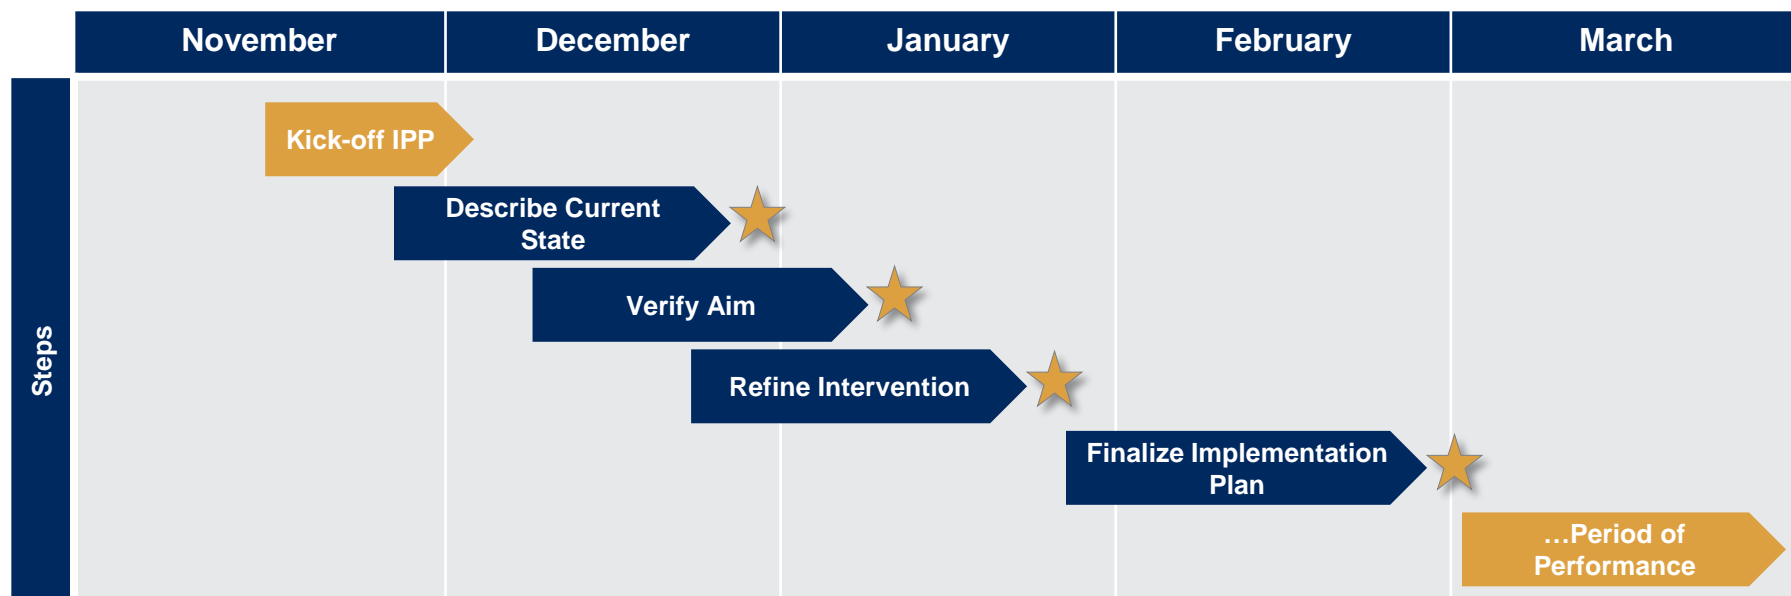 November
December
January
February
March
Steps
Kick-off IPP
Describe Current
State
Verify Aim
Refine Intervention
Finalize Implementation
Plan
…Period of
Performance